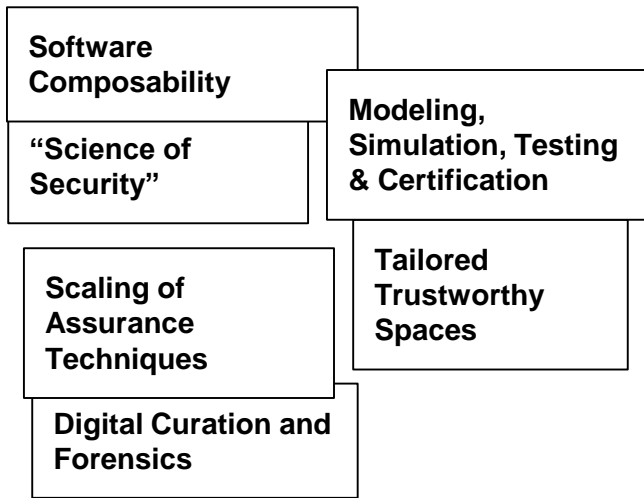 Software
Composability
“Science of
Security”
Modeling,
Simulation, Testing
& Certification
Tailored
Trustworthy
Spaces
Scaling of
Assurance
Techniques
Digital Curation and
Forensics